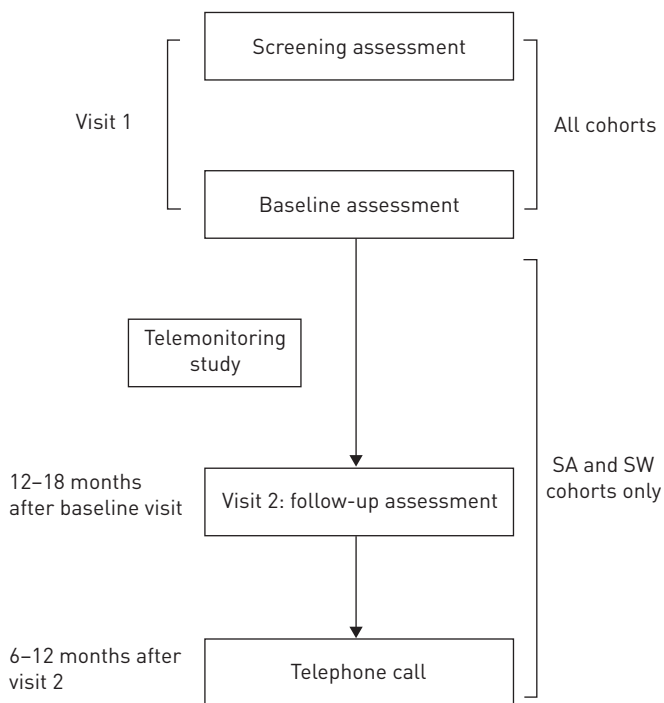 Screening assessment
Visit 1
All cohorts
Baseline assessment
Telemonitoring
study
12–18 months
after baseline visit
Visit 2: follow-up assessment
SA and SW
cohorts only
6–12 months after
visit 2
Telephone call